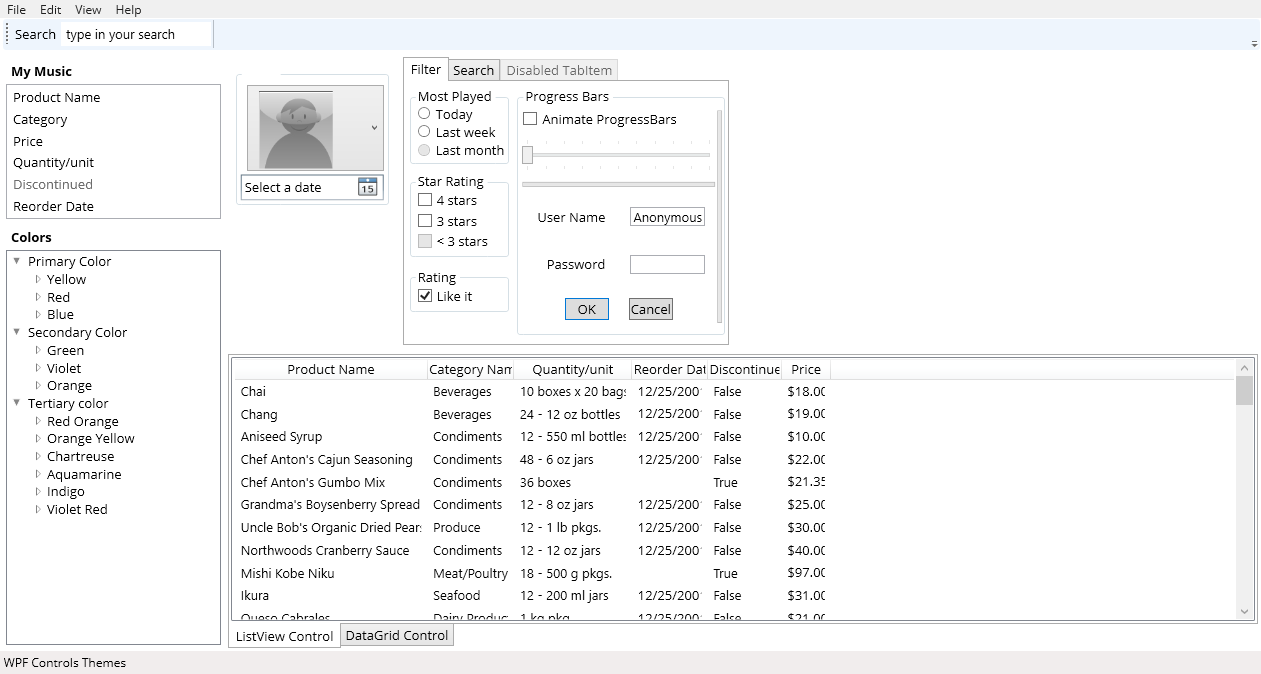 File Edit View Help
Search type in your search
My Music
Product Name
Category
Price
Quantity/unit
Discontinued
Reorder Date
Colors
Primary Color
Yellow
Red
Blue
Secondary Color
Green
Violet
Orange
Tertiary color
Red Orange
Orange Yellow
Chartreuse
Aquamarine
Indigo
Violet Red
Select a date 15
Filter Search Disabled TabItem
Most Played
Today
Last week
Last month
Star Rating
4 stars
3 stars
< 3 stars
Rating
Like it
Progress Bars
Animate ProgressBars
User Name Anonymous
Password
OK Cancel
Product Name Category Nam Quantity/unit Reorder Dat Discontinue Price
Chai Beverages 10 boxes x 20 bags 12/25/200 False $18.00
Chang Beverages 24 - 12 oz bottles 12/25/200 False $19.00
Aniseed Syrup Condiments 12 - 550 ml bottles 12/25/200 False $10.00
Chef Anton's Cajun Seasoning Condiments 48 - 6 oz jars 12/25/200 False $22.00
Chef Anton's Gumbo Mix Condiments 36 boxes True $21.35
Grandma's Boysenberry Spread Condiments 12 - 8 oz jars 12/25/200 False $25.00
Uncle Bob's Organic Dried Pears Produce 12 - 1 lb pkgs. 12/25/200 False $30.00
Northwoods Cranberry Sauce Condiments 12 - 12 oz jars 12/25/200 False $40.00
Mishi Kobe Niku Meat/Poultry 18 - 500 g pkgs. True $97.00
Ikura Seafood 12 - 200 ml jars 12/25/200 False $31.00
Queso Cabrales Dairy Produc 1 kg pkg. 12/25/200 False $21.00
ListView Control DataGrid Control
WPF Controls Themes